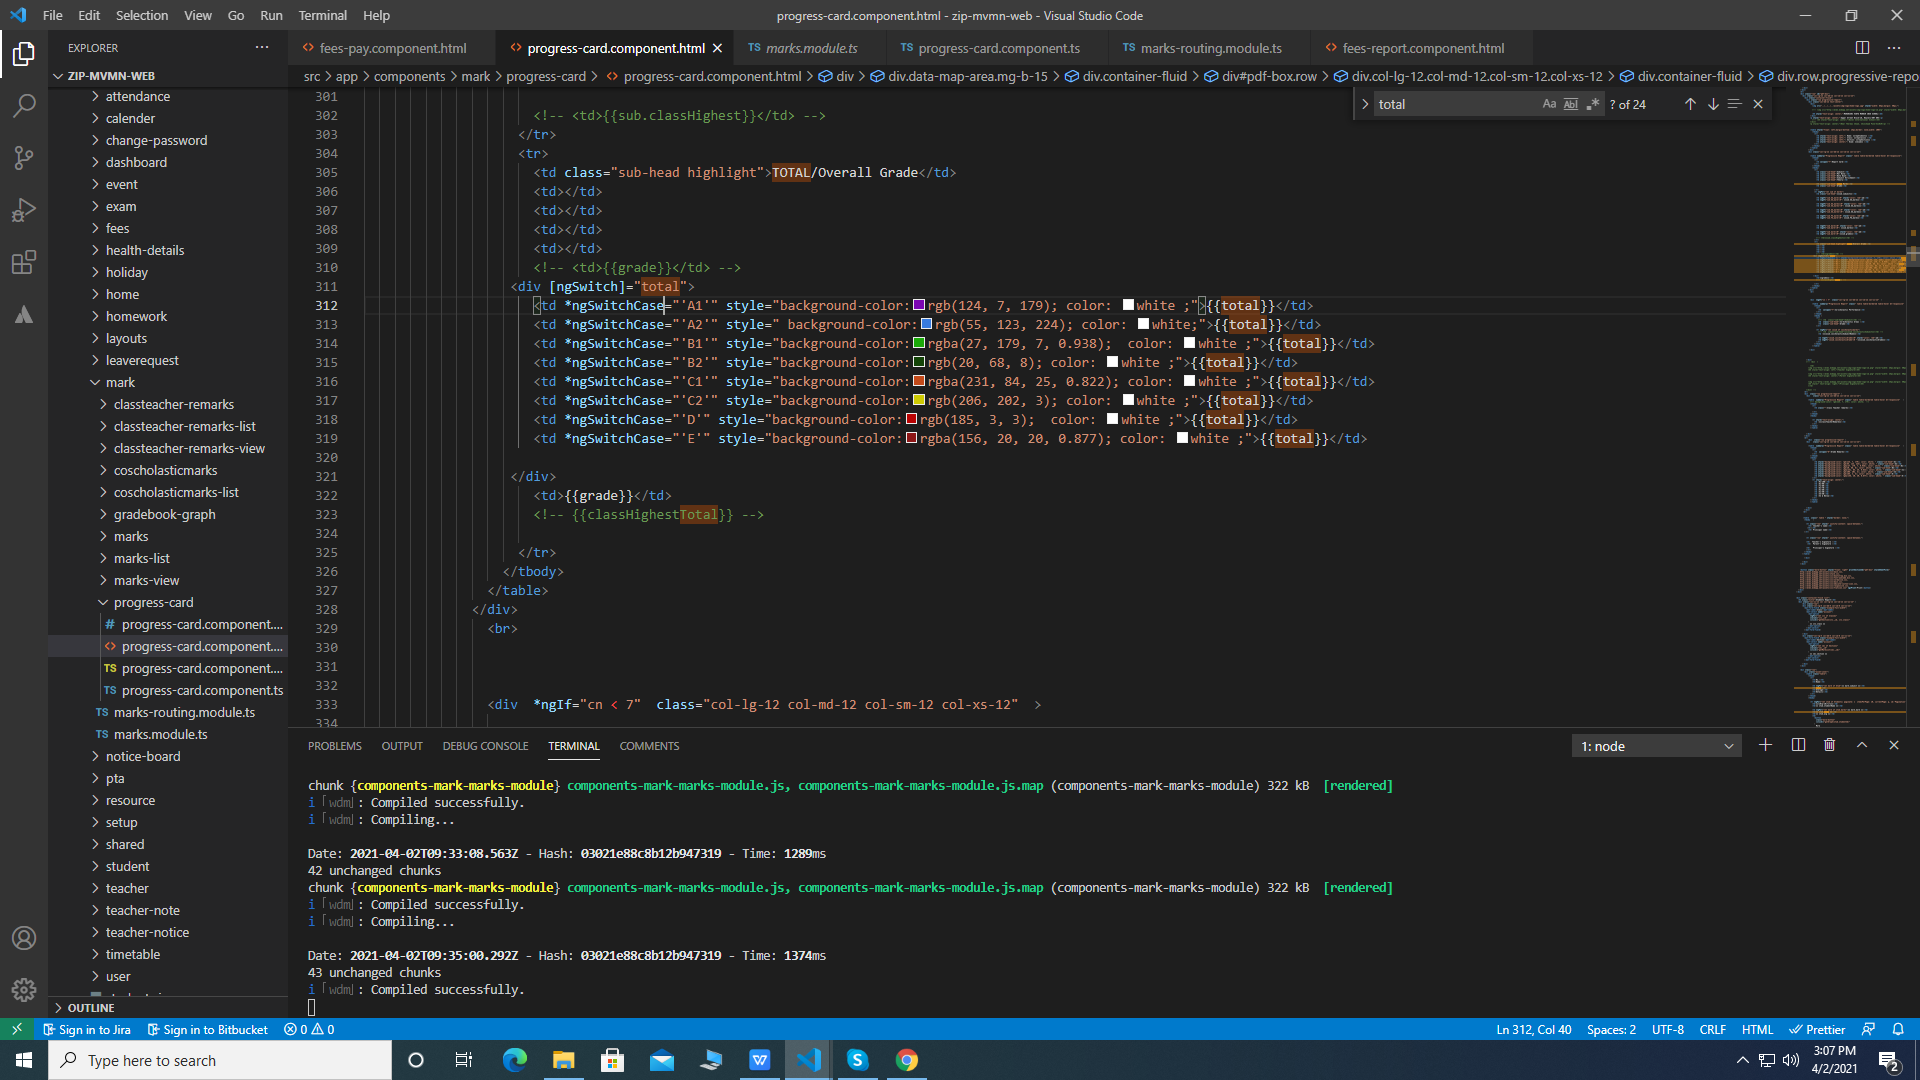 File Edit Selection View Go Run Terminal Help
progress-card.component.html - zip-mvmn-web - Visual Studio Code
EXPLORER
fees-pay.component.html
progress-card.component.html
TS marks.module.ts
TS progress-card.component.ts
TS marks-routing.module.ts
fees-report.component.html
ZIP-MVMN-WEB
src > app > components > mark > progress-card > progress-card.component.html > div > div.data-map-area.mg-b-15 > div.container-fluid > div#pdf-box.row > div.col-lg-12.col-md-12.col-sm-12.col-xs-12 > div.container-fluid > div.row.progressive-repo
total
Aa Abl .* ? of 24
attendance
calender
change-password
dashboard
event
exam
fees
health-details
holiday
home
homework
layouts
leaverequest
mark
classteacher-remarks
classteacher-remarks-list
classteacher-remarks-view
coscholasticmarks
coscholasticmarks-list
gradebook-graph
marks
marks-list
marks-view
progress-card
# progress-card.component....
<> progress-card.component....
TS progress-card.component....
TS progress-card.component.ts
TS marks-routing.module.ts
TS marks.module.ts
notice-board
pta
resource
setup
shared
student
teacher
teacher-note
teacher-notice
timetable
user
OUTLINE
301
302 <!-- <td>{{sub.classHighest}}</td> -->
303 </tr>
304 <tr>
305 <td class="sub-head highlight">TOTAL/Overall Grade</td>
306 <td></td>
307 <td></td>
308 <td></td>
309 <td></td>
310 <!-- <td>{{grade}}</td> -->
311 <div [ngSwitch]="total">
312 <td *ngSwitchCase="'A1'" style="background-color:rgb(124, 7, 179); color: white ;">{{total}}</td>
313 <td *ngSwitchCase="'A2'" style=" background-color:rgb(55, 123, 224); color: white;">{{total}}</td>
314 <td *ngSwitchCase="'B1'" style="background-color:rgba(27, 179, 7, 0.938);  color: white ;">{{total}}</td>
315 <td *ngSwitchCase="'B2'" style="background-color:rgb(20, 68, 8); color: white ;">{{total}}</td>
316 <td *ngSwitchCase="'C1'" style="background-color:rgba(231, 84, 25, 0.822); color: white ;">{{total}}</td>
317 <td *ngSwitchCase="'C2'" style="background-color:rgb(206, 202, 3); color: white ;">{{total}}</td>
318 <td *ngSwitchCase="'D'" style="background-color:rgb(185, 3, 3);  color: white ;">{{total}}</td>
319 <td *ngSwitchCase="'E'" style="background-color:rgba(156, 20, 20, 0.877); color: white ;">{{total}}</td>
320
321 </div>
322 <td>{{grade}}</td>
323 <!-- {{classHighestTotal}} -->
324
325 </tr>
326 </tbody>
327 </table>
328 </div>
329 <br>
330
331
332
333 <div  *ngIf="cn < 7"  class="col-lg-12 col-md-12 col-sm-12 col-xs-12"  >
334
PROBLEMS OUTPUT DEBUG CONSOLE TERMINAL COMMENTS
1: node
chunk {components-mark-marks-module} components-mark-marks-module.js, components-mark-marks-module.js.map (components-mark-marks-module) 322 kB  [rendered]
i ｢wdm｣: Compiled successfully.
i ｢wdm｣: Compiling...
Date: 2021-04-02T09:33:08.563Z - Hash: 03021e88c8b12b947319 - Time: 1289ms
42 unchanged chunks
chunk {components-mark-marks-module} components-mark-marks-module.js, components-mark-marks-module.js.map (components-mark-marks-module) 322 kB  [rendered]
i ｢wdm｣: Compiled successfully.
i ｢wdm｣: Compiling...
Date: 2021-04-02T09:35:00.292Z - Hash: 03021e88c8b12b947319 - Time: 1374ms
43 unchanged chunks
i ｢wdm｣: Compiled successfully.
Sign in to Jira Sign in to Bitbucket 0 0
Ln 312, Col 40 Spaces: 2 UTF-8 CRLF HTML Prettier
Type here to search
3:07 PM
4/2/2021
2